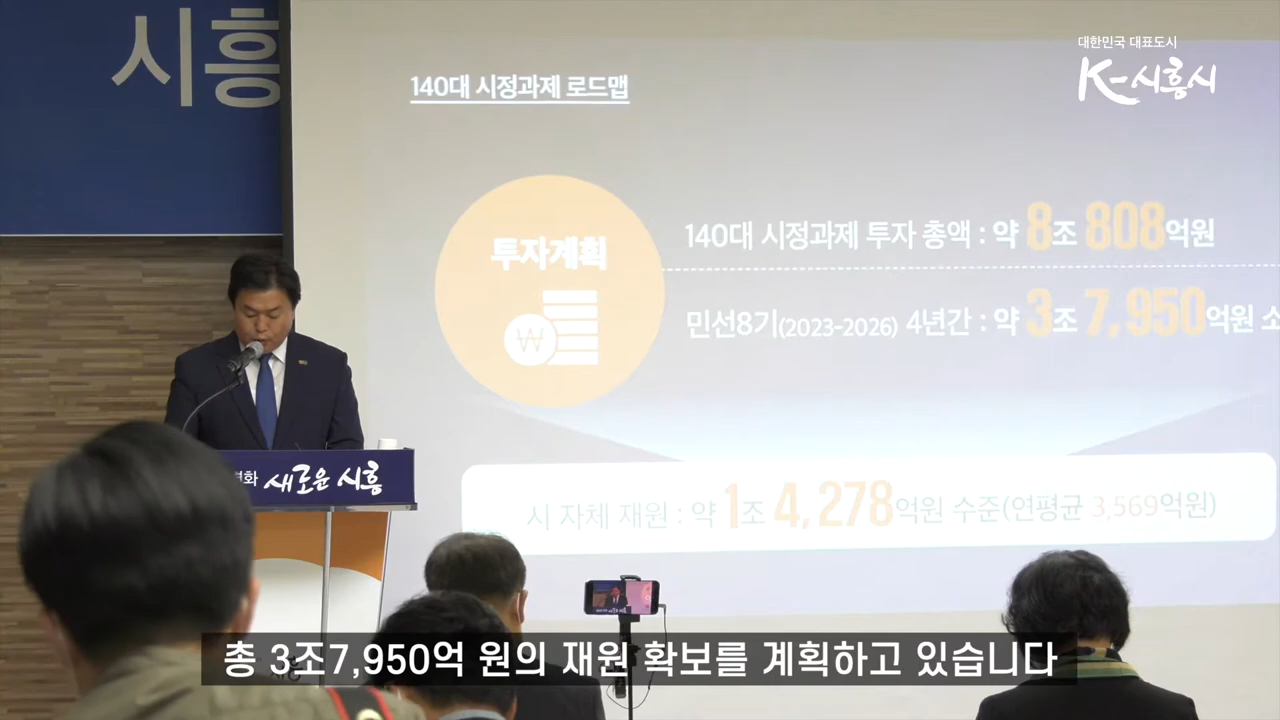 시흥
대한민국 대표도시
K-시흥시
140대 시정과제 로드맵
투자계획
₩
140대 시정과제 투자 총액 : 약 8조 808억원
민선8기(2023-2026) 4년간 : 약 3조 7,950억원 소
새로운 시흥
시 자체 재원 : 약 1조 4,278억원 수준(연평균 3,569억원)
총 3조7,950억 원의 재원 확보를 계획하고 있습니다